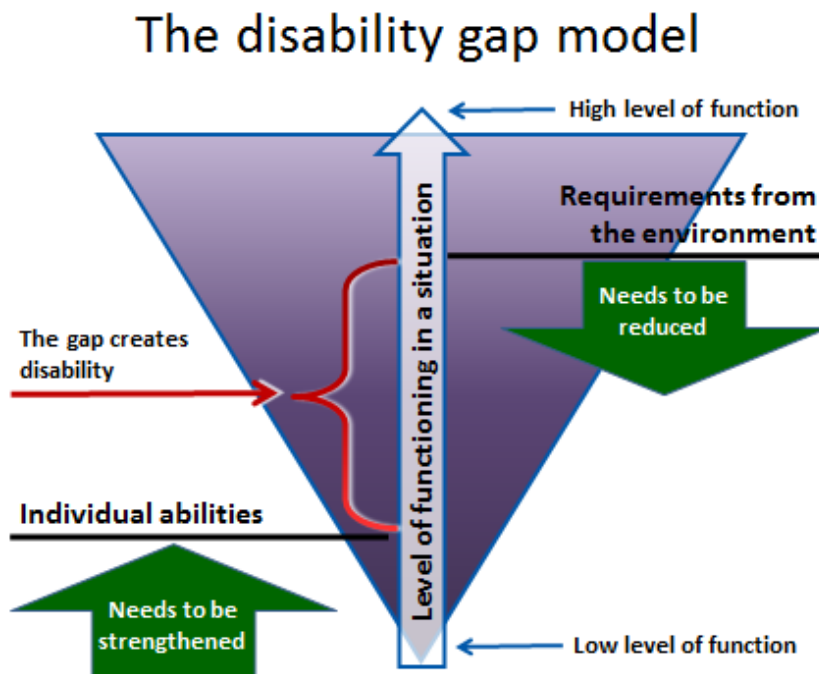 The disability gap model
High level of function
Requirements from
the environment
Needs to be
reduced
The gap creates
disability
Level of functioning in a situation
Individual abilities
Needs to be
strengthened
Low level of function